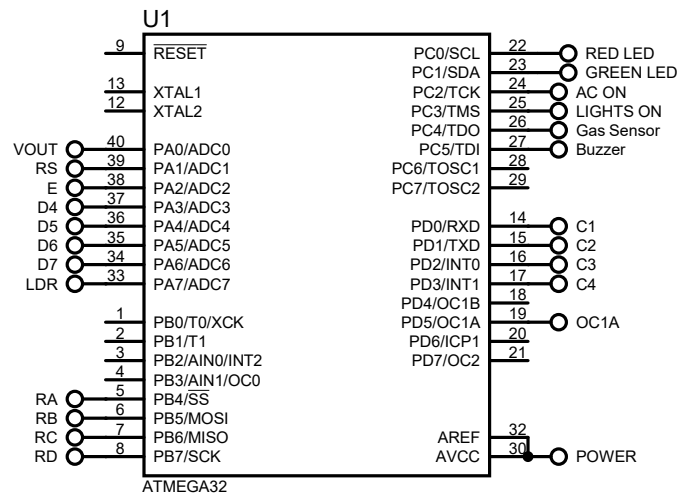 U1
9 RESET PC0/SCL 22 RED LED
PC1/SDA 23 GREEN LED
13 XTAL1 PC2/TCK 24 AC ON
12 XTAL2 PC3/TMS 25 LIGHTS ON
PC4/TDO 26 Gas Sensor
VOUT 40 PA0/ADC0 PC5/TDI 27 Buzzer
RS 39 PA1/ADC1 PC6/TOSC1 28
E 38 PA2/ADC2 PC7/TOSC2 29
D4 37 PA3/ADC3
D5 36 PA4/ADC4 PD0/RXD 14 C1
D6 35 PA5/ADC5 PD1/TXD 15 C2
D7 34 PA6/ADC6 PD2/INT0 16 C3
LDR 33 PA7/ADC7 PD3/INT1 17 C4
PD4/OC1B 18
1 PB0/T0/XCK PD5/OC1A 19 OC1A
2 PB1/T1 PD6/ICP1 20
3 PB2/AIN0/INT2 PD7/OC2 21
4 PB3/AIN1/OC0
RA 5 PB4/SS
RB 6 PB5/MOSI
RC 7 PB6/MISO AREF 32
RD 8 PB7/SCK AVCC 30 POWER
ATMEGA32